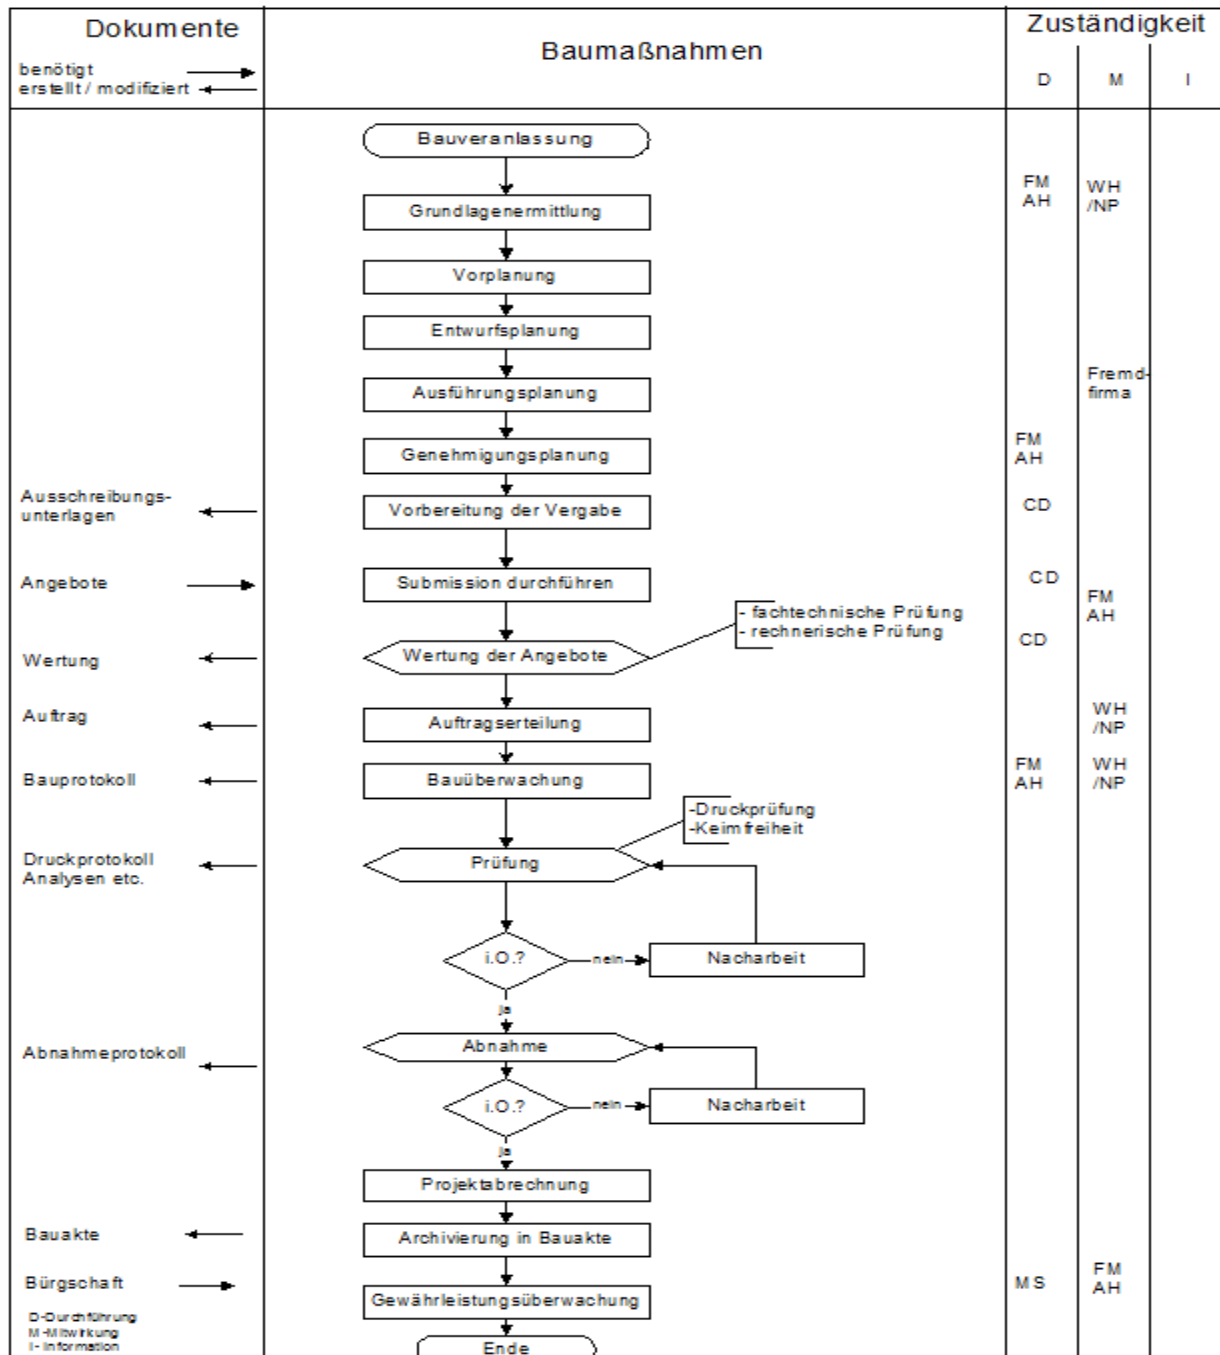 Dokumente
benötigt
erstellt / modifiziert
Baumaßnahmen
Zuständigkeit
D M I
Bauveranlassung
FM
AH
WH
/NP
Grundlagenermittlung
Vorplanung
Entwurfsplanung
Ausführungsplanung
Fremd-
firma
Genehmigungsplanung
FM
AH
Ausschreibungs-
unterlagen
Vorbereitung der Vergabe
CD
Angebote
Submission durchführen
CD
FM
AH
- fachtechnische Prüfung
- rechnerische Prüfung
CD
Wertung
Wertung der Angebote
Auftrag
Auftragserteilung
WH
/NP
Bauprotokoll
Bauüberwachung
FM
AH
WH
/NP
-Druckprüfung
-Keimfreiheit
Druckprotokoll
Analysen etc.
Prüfung
i.O.?
nein
Nacharbeit
ja
Abnahmeprotokoll
Abnahme
i.O.?
nein
Nacharbeit
ja
Projektabrechnung
Bauakte
Archivierung in Bauakte
Bürgschaft
Gewährleistungsüberwachung
MS
FM
AH
D-Durchführung
M-Mitwirkung
I- Information
Ende